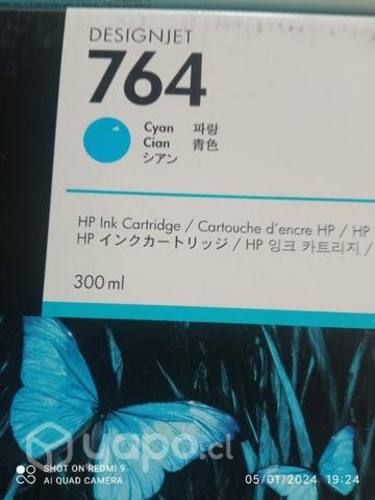 DESIGNJET
764
Cyan 파랑
Cian 青色
シアン
HP Ink Cartridge / Cartouche d'encre HP / HP
HP インクカートリッジ / HP 잉크 카트리지 /
300 ml
yapo.cl
SHOT ON REDMI 9
AI QUAD CAMERA
05/01/2024 19:24